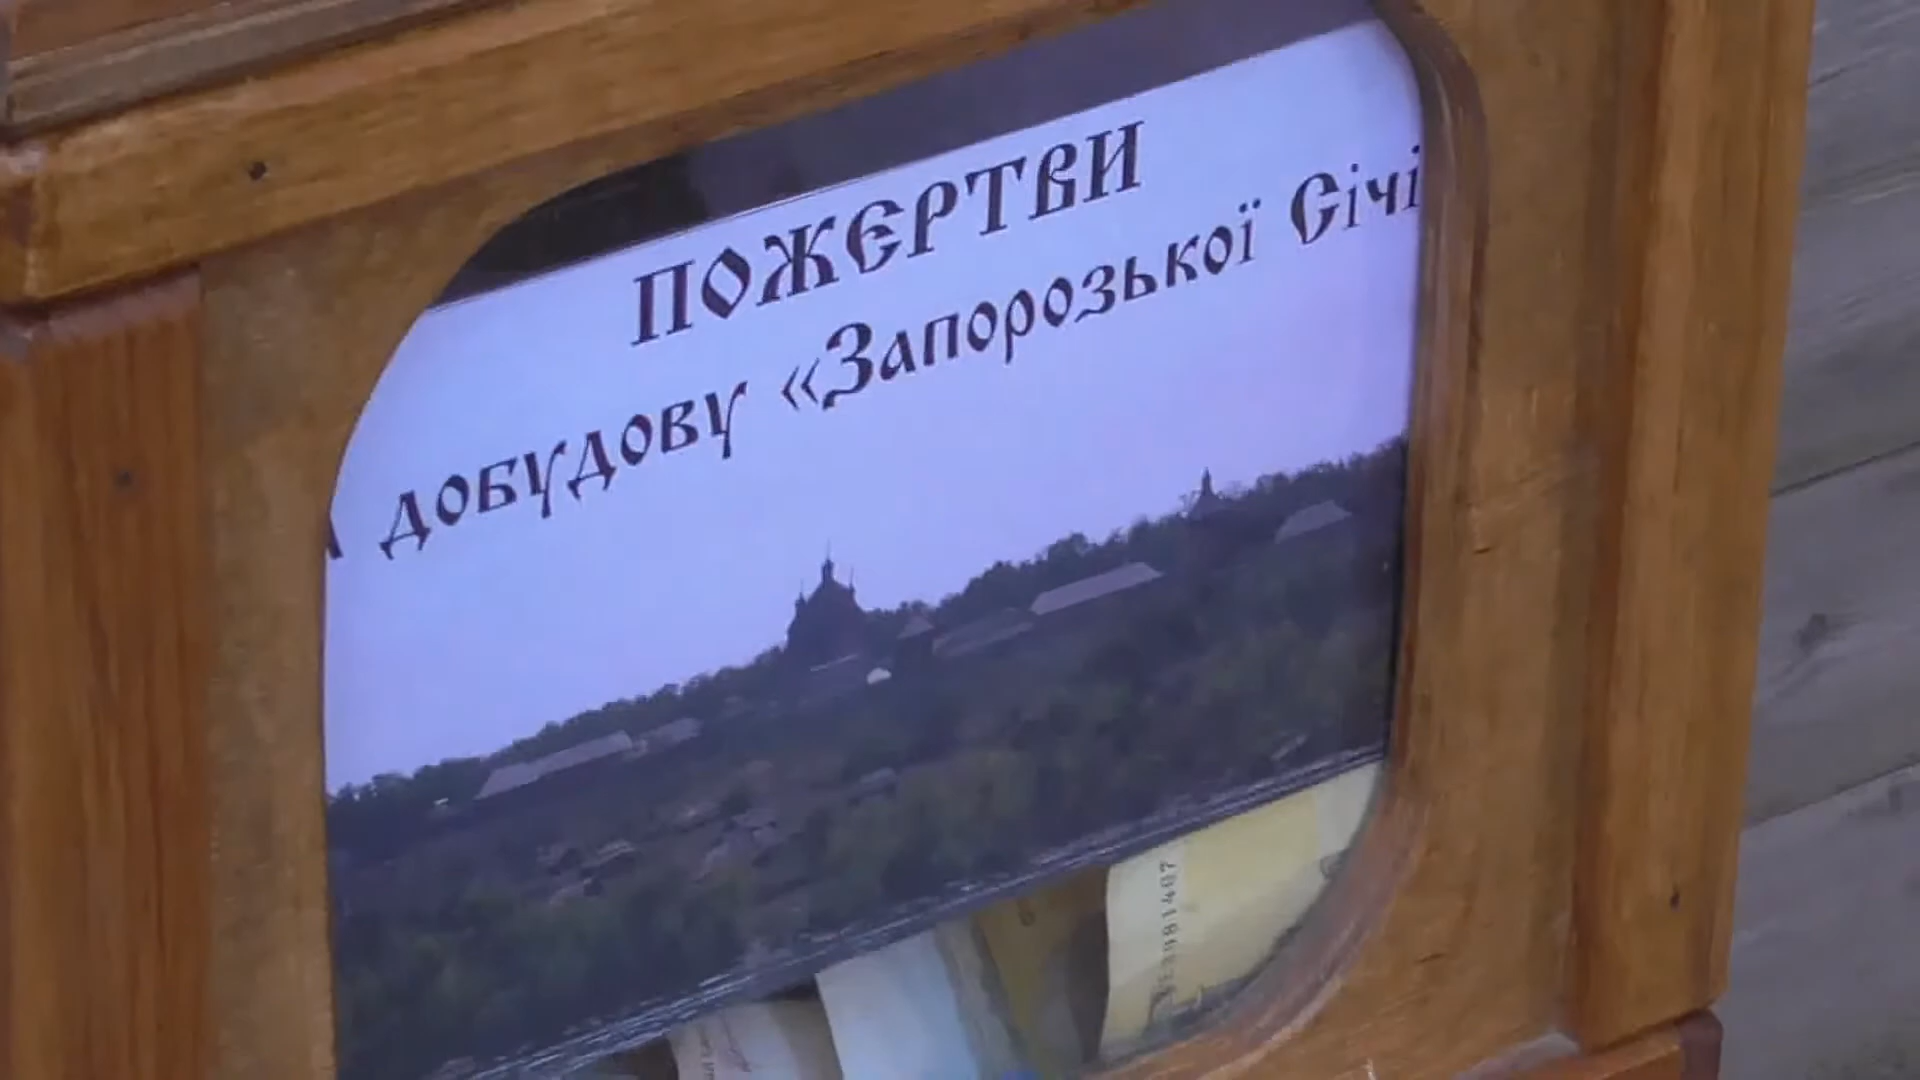 ПОЖЕРТВИ
добудову «Запорозької Січі